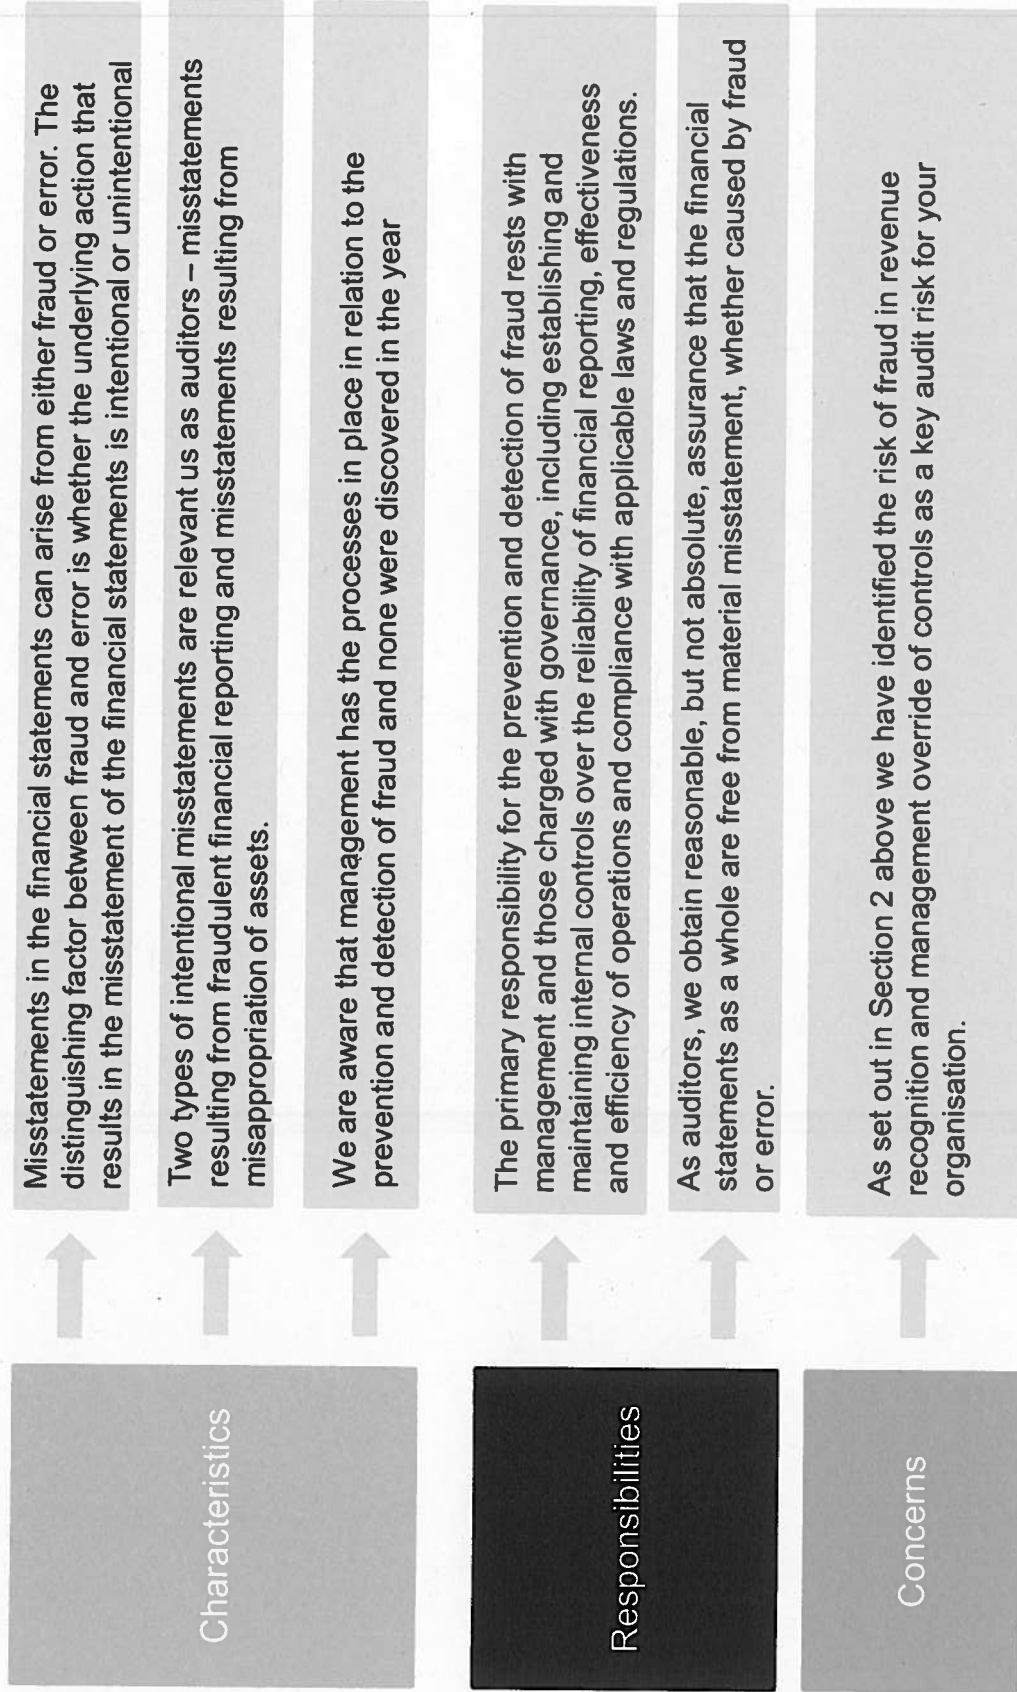 Characteristics
Misstatements in the financial statements can arise from either fraud or error. The
distinguishing factor between fraud and error is whether the underlying action that
results in the misstatement of the financial statements is intentional or unintentional
Two types of intentional misstatements are relevant us as auditors – misstatements
resulting from fraudulent financial reporting and misstatements resulting from
misappropriation of assets.
We are aware that management has the processes in place in relation to the
prevention and detection of fraud and none were discovered in the year
Responsibilities
The primary responsibility for the prevention and detection of fraud rests with
management and those charged with governance, including establishing and
maintaining internal controls over the reliability of financial reporting, effectiveness
and efficiency of operations and compliance with applicable laws and regulations.
As auditors, we obtain reasonable, but not absolute, assurance that the financial
statements as a whole are free from material misstatement, whether caused by fraud
or error.
Concerns
As set out in Section 2 above we have identified the risk of fraud in revenue
recognition and management override of controls as a key audit risk for your
organisation.